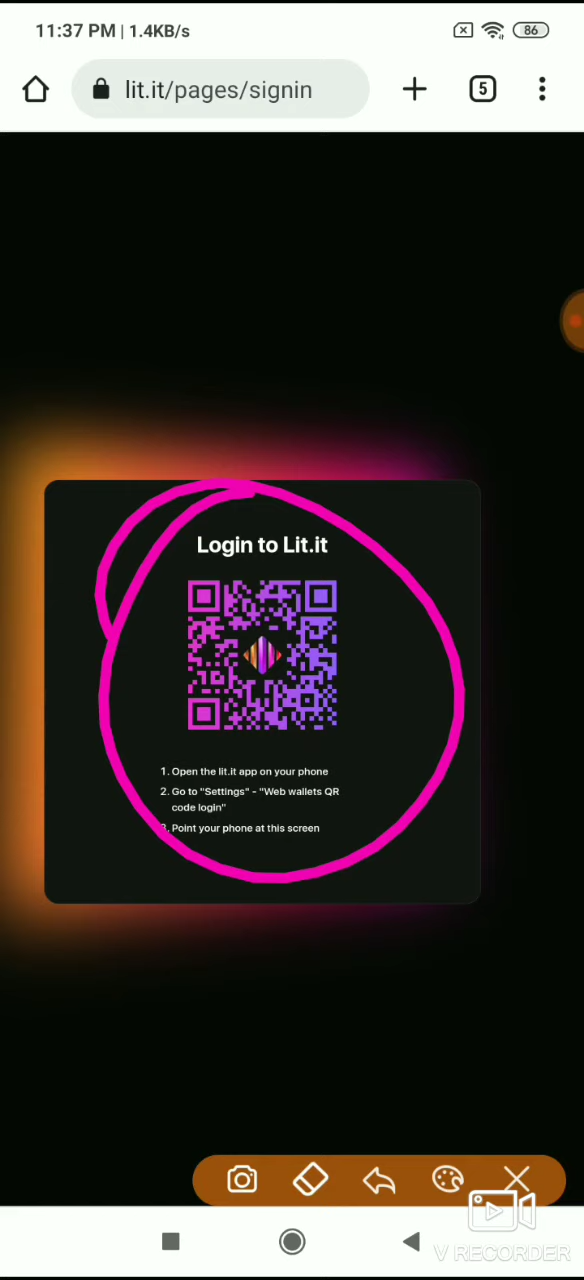 11:37 PM | 1.4KB/s
86
lit.it/pages/signin
5
Login to Lit.it
1. Open the lit.it app on your phone
2. Go to "Settings" - "Web wallets QR
code login"
3. Point your phone at this screen
V RECORDER